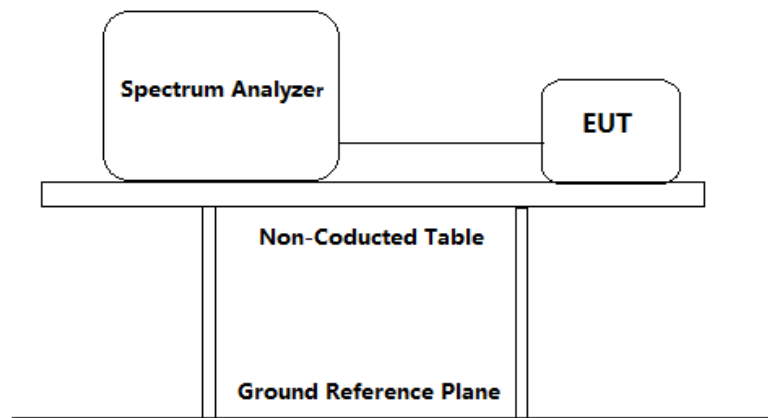 Spectrum Analyzer
EUT
Non-Coducted Table
Ground Reference Plane